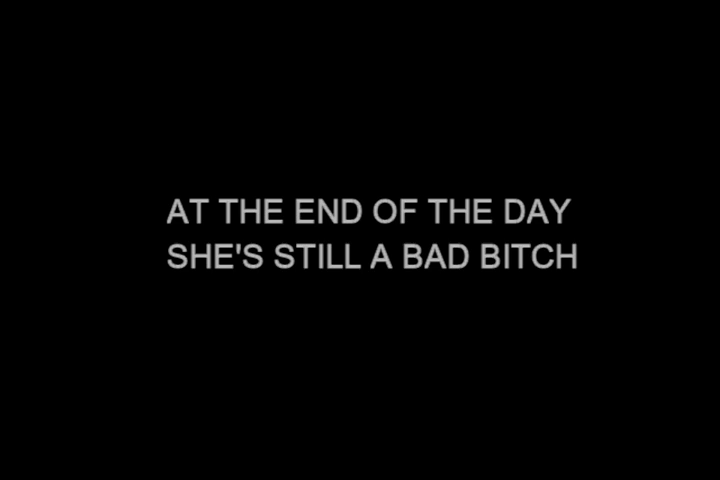 AT THE END OF THE DAY
SHE'S STILL A BAD BITCH